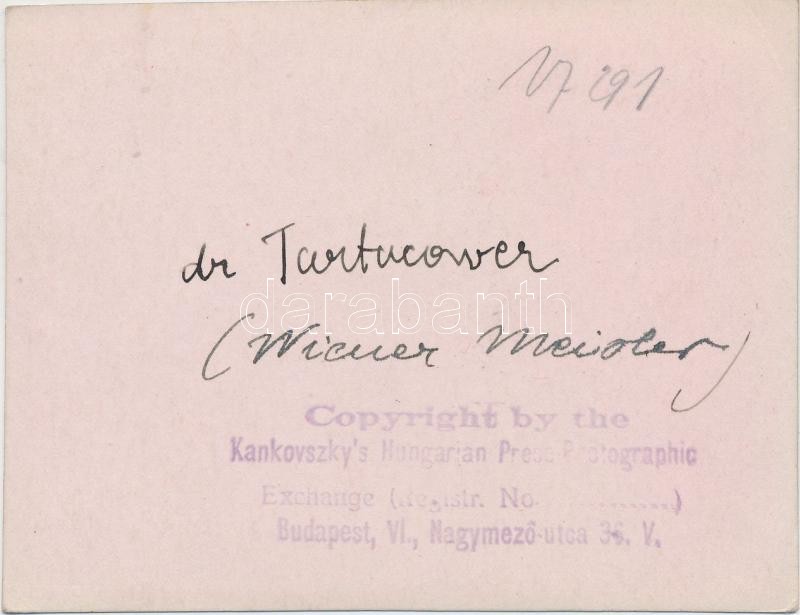 17291
dr Tartacower
darabanth
(Wiener Meister)
Copyright by the
Kankovszky's Hungarian Press Photographic
Exchange (Registr. No. ............)
Budapest, VI., Nagymező-utca 36. V.